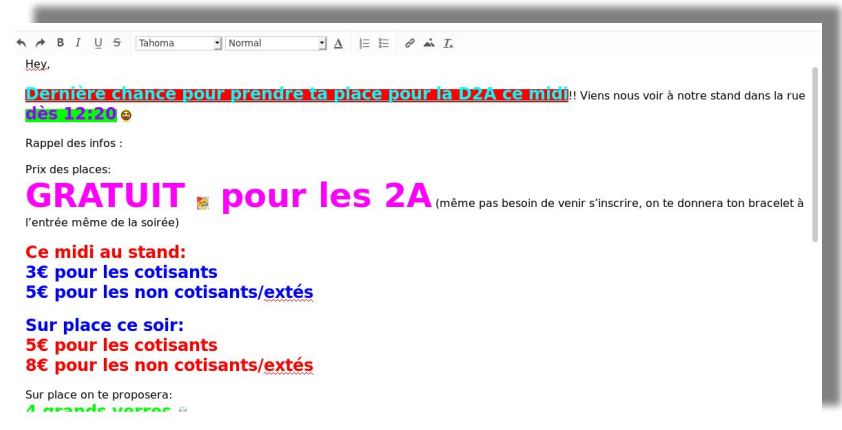 Tahoma Normal
Hey,
Dernière chance pour prendre ta place pour la D2A ce midi!! Viens nous voir à notre stand dans la rue
dès 12:20
Rappel des infos :
Prix des places:
GRATUIT pour les 2A (même pas besoin de venir s’inscrire, on te donnera ton bracelet à
l’entrée même de la soirée)
Ce midi au stand:
3€ pour les cotisants
5€ pour les non cotisants/extés
Sur place ce soir:
5€ pour les cotisants
8€ pour les non cotisants/extés
Sur place on te proposera:
4 grands verres